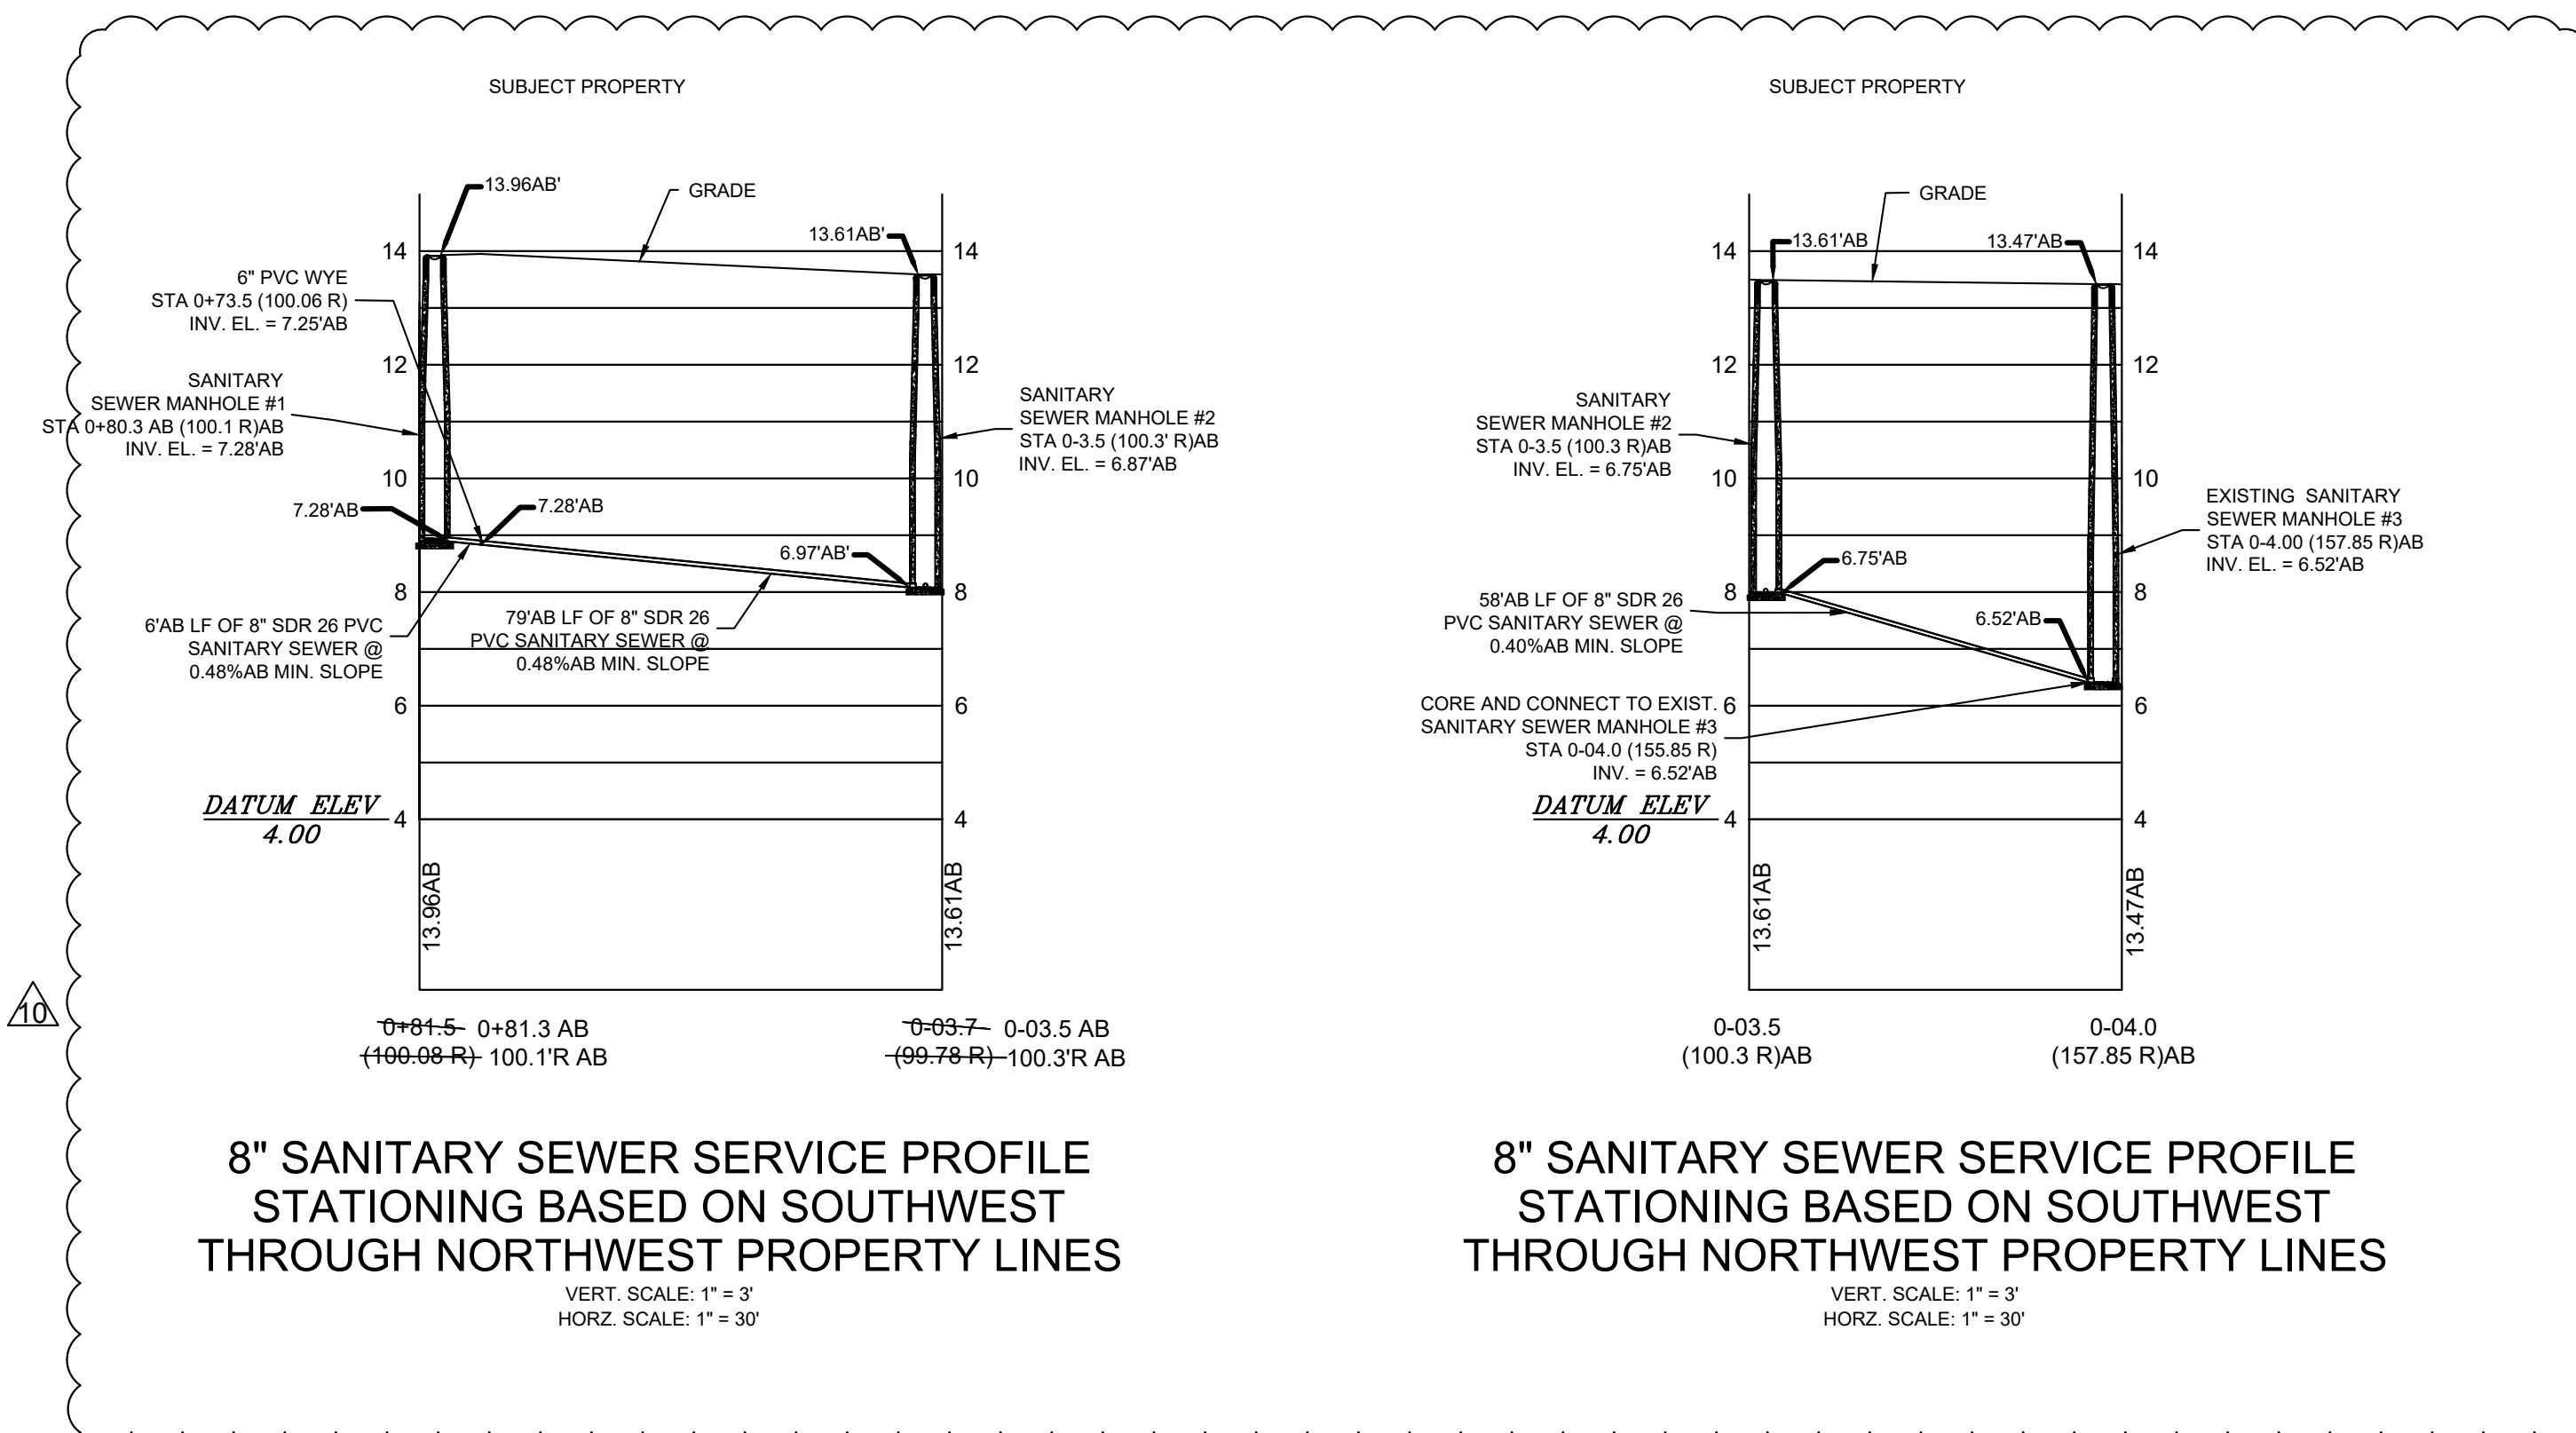 SUBJECT PROPERTY
13.96AB'
GRADE
13.61AB'
14
14
6" PVC WYE
STA 0+73.5 (100.06 R)
INV. EL. = 7.25'AB
12
12
SANITARY
SEWER MANHOLE #1
STA 0+80.3 AB (100.1 R)AB
INV. EL. = 7.28'AB
SANITARY
SEWER MANHOLE #2
STA 0-3.5 (100.3' R)AB
INV. EL. = 6.87'AB
10
10
7.28'AB
7.28'AB
6.97'AB'
8
8
6'AB LF OF 8" SDR 26 PVC
SANITARY SEWER @
0.48%AB MIN. SLOPE
79'AB LF OF 8" SDR 26
PVC SANITARY SEWER @
0.48%AB MIN. SLOPE
6
6
DATUM ELEV
4.00
4
4
13.96AB
13.61AB
10
0+81.5 0+81.3 AB
(100.08 R) 100.1'R AB
0-03.7 0-03.5 AB
(99.78 R) 100.3'R AB
8" SANITARY SEWER SERVICE PROFILE
STATIONING BASED ON SOUTHWEST
THROUGH NORTHWEST PROPERTY LINES
VERT. SCALE: 1" = 3'
HORZ. SCALE: 1" = 30'
SUBJECT PROPERTY
GRADE
13.61'AB
13.47'AB
14
14
12
12
SANITARY
SEWER MANHOLE #2
STA 0-3.5 (100.3 R)AB
INV. EL. = 6.75'AB
10
10
EXISTING SANITARY
SEWER MANHOLE #3
STA 0-4.00 (157.85 R)AB
INV. EL. = 6.52'AB
6.75'AB
8
8
58'AB LF OF 8" SDR 26
PVC SANITARY SEWER @
0.40%AB MIN. SLOPE
6.52'AB
CORE AND CONNECT TO EXIST.
SANITARY SEWER MANHOLE #3
STA 0-04.0 (155.85 R)
INV. = 6.52'AB
6
6
DATUM ELEV
4.00
4
4
13.61AB
13.47AB
0-03.5
(100.3 R)AB
0-04.0
(157.85 R)AB
8" SANITARY SEWER SERVICE PROFILE
STATIONING BASED ON SOUTHWEST
THROUGH NORTHWEST PROPERTY LINES
VERT. SCALE: 1" = 3'
HORZ. SCALE: 1" = 30'